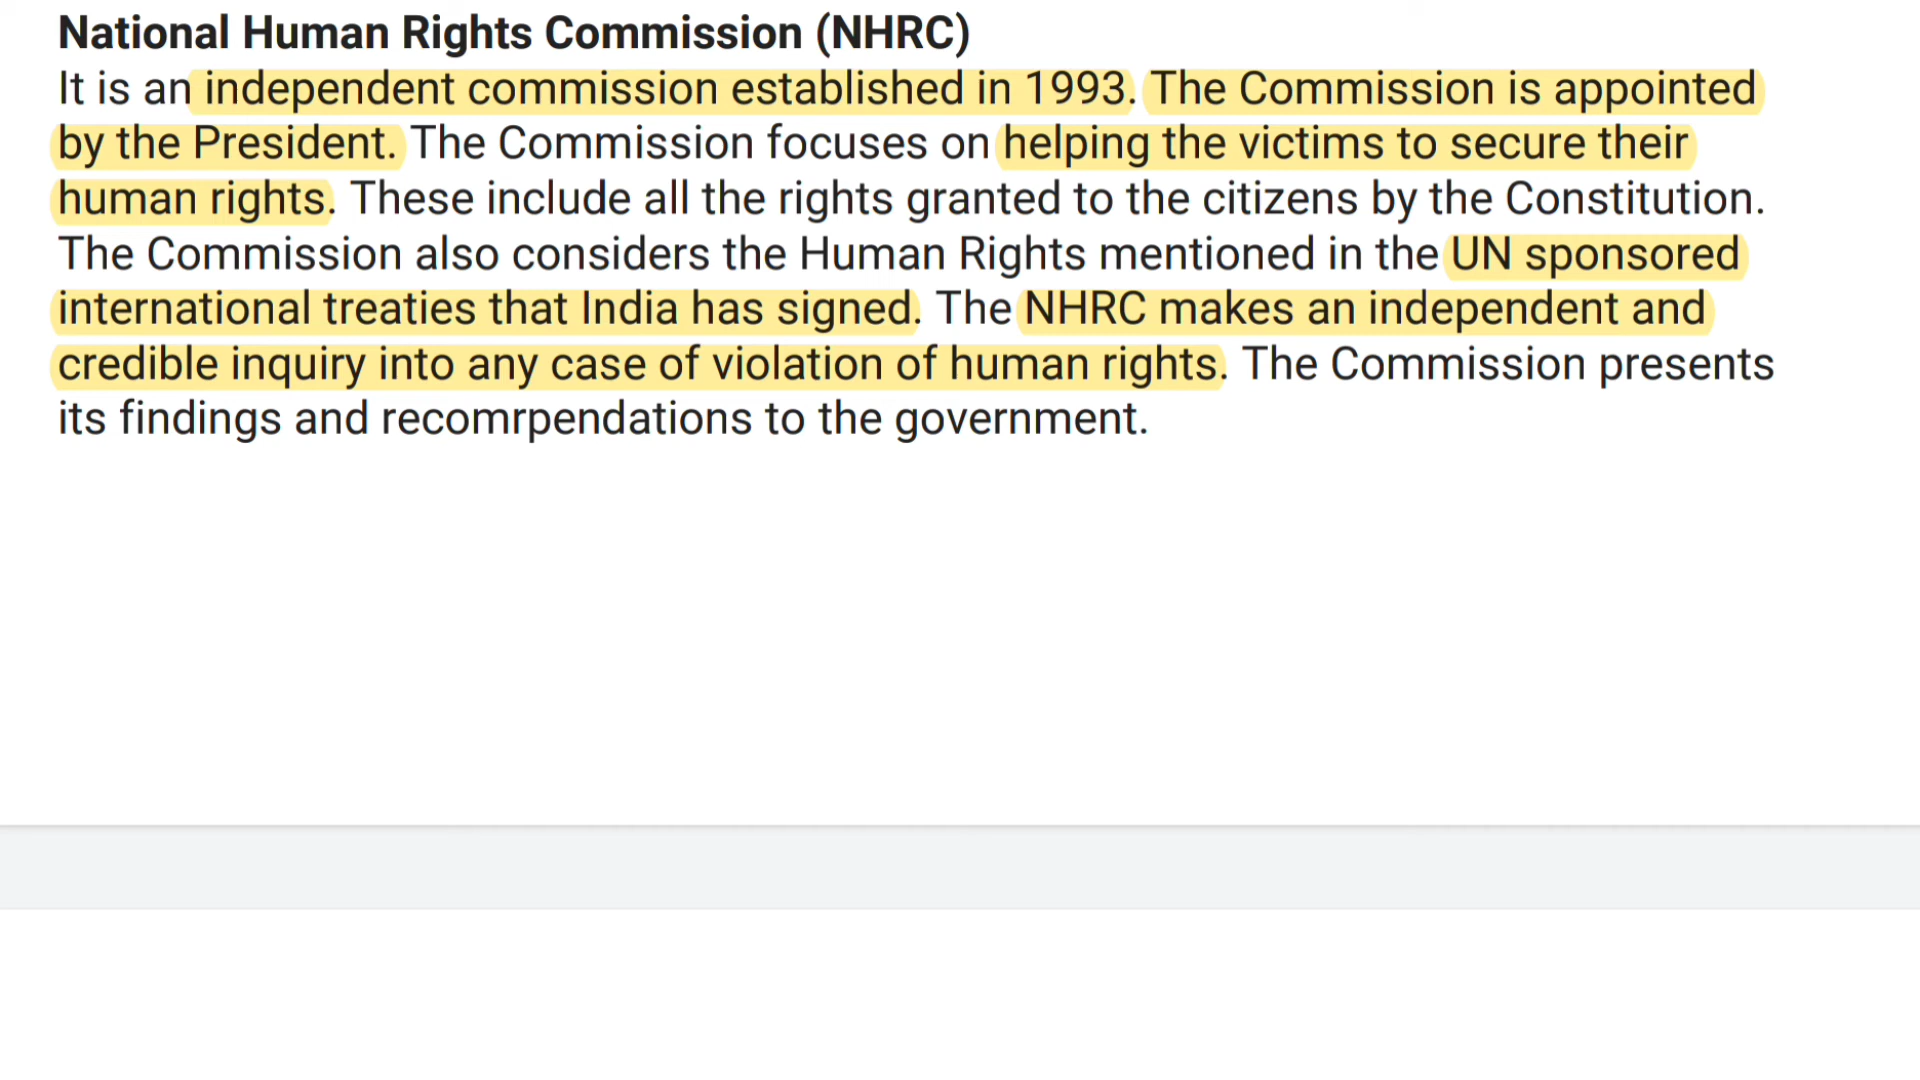 National Human Rights Commission (NHRC)
It is an independent commission established in 1993. The Commission is appointed
by the President. The Commission focuses on helping the victims to secure their
human rights. These include all the rights granted to the citizens by the Constitution.
The Commission also considers the Human Rights mentioned in the UN sponsored
international treaties that India has signed. The NHRC makes an independent and
credible inquiry into any case of violation of human rights. The Commission presents
its findings and recomrpendations to the government.